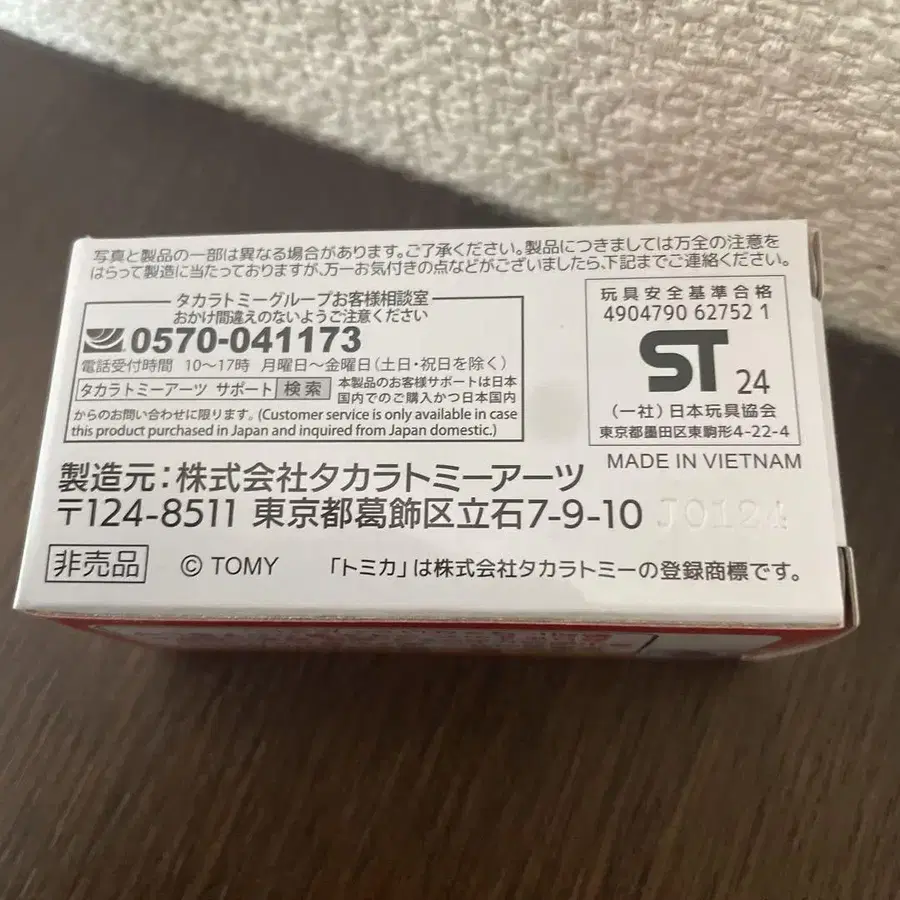 写真と製品の一部は異なる場合があります。ご了承ください。製品につきましては万全の注意を
はらって製造に当たっておりますが、万一お気付きの点などがございましたら、下記までご連絡ください。
タカラトミーグループお客様相談室
おかけ間違えのないようご注意ください
0570-041173
電話受付時間 10～17時 月曜日～金曜日（土日・祝日を除く）
タカラトミーアーツ サポート 検索 本製品のお客様サポートは日本
国内でのご購入かつ日本国内
からのお問い合わせに限ります。(Customer service is only available in case
this product purchased in Japan and inquired from Japan domestic.)
玩具安全基準合格
4904790 62752 1
ST 24
（一社）日本玩具協会
東京都墨田区東駒形4-22-4
MADE IN VIETNAM
製造元：株式会社タカラトミーアーツ
〒124-8511 東京都葛飾区立石7-9-10 J0124
非売品 © TOMY 「トミカ」は株式会社タカラトミーの登録商標です。